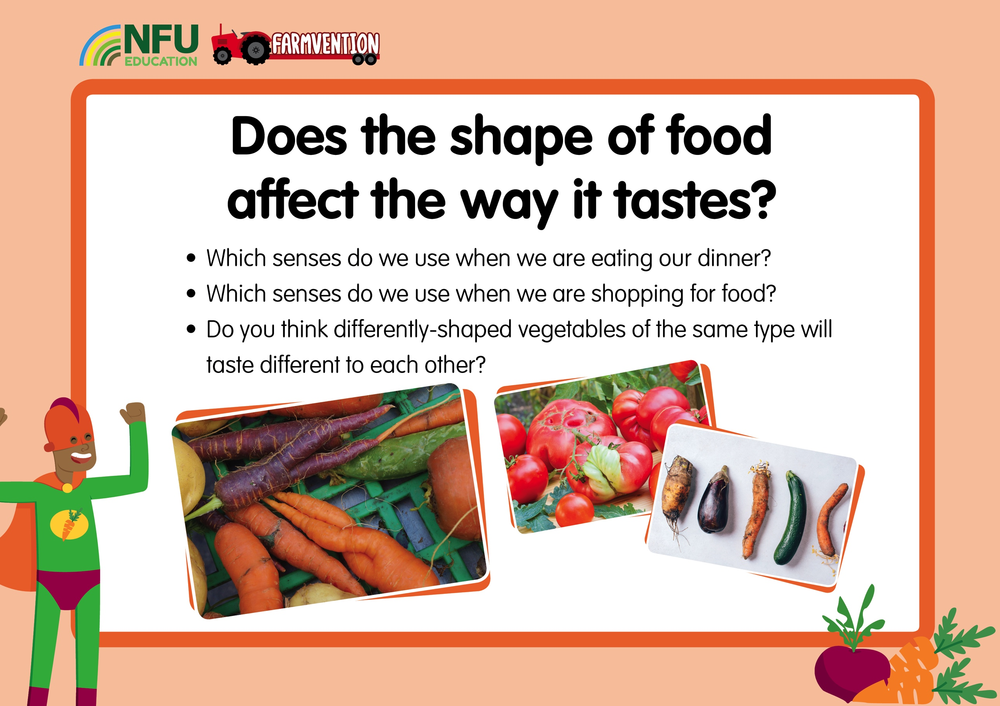 NFU
EDUCATION
FARMVENTION
Does the shape of food
affect the way it tastes?
• Which senses do we use when we are eating our dinner?
• Which senses do we use when we are shopping for food?
• Do you think differently-shaped vegetables of the same type will
taste different to each other?